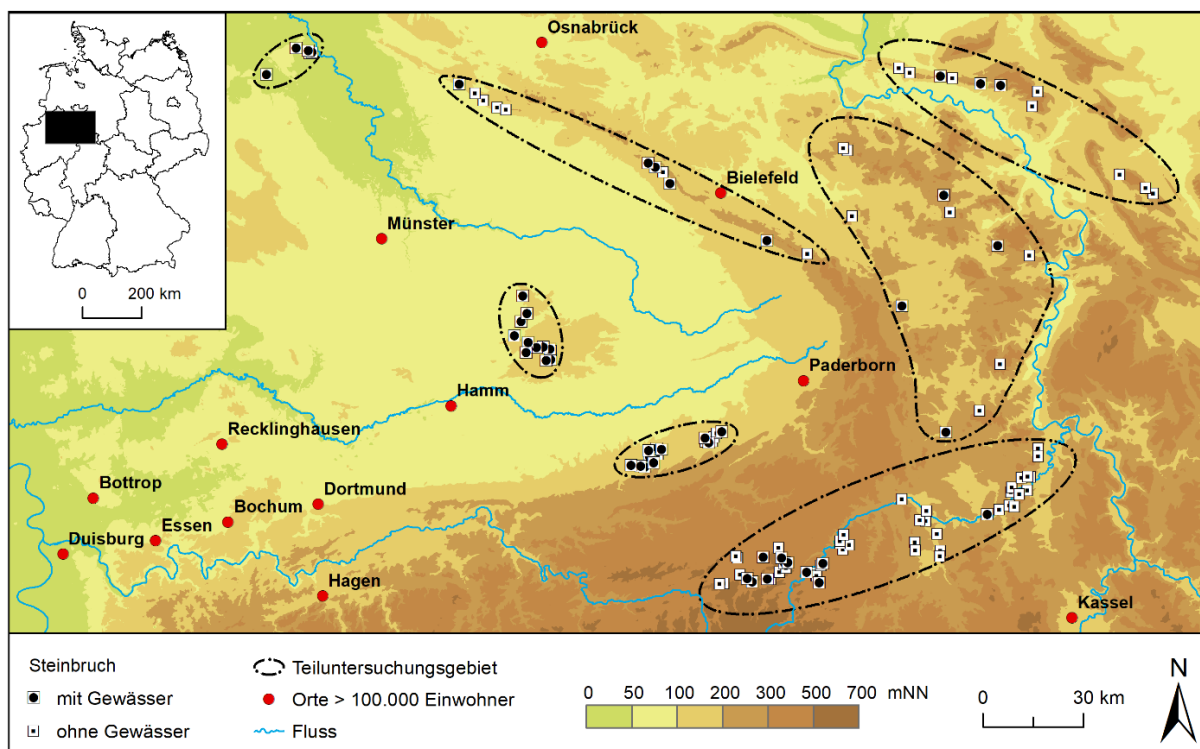 0 200 km
Osnabrück
Bielefeld
Münster
Paderborn
Hamm
Recklinghausen
Bottrop
Dortmund
Bochum
Essen
Duisburg
Hagen
Kassel
Steinbruch
mit Gewässer
ohne Gewässer
Teiluntersuchungsgebiet
Orte > 100.000 Einwohner
Fluss
0 50 100 200 300 500 700 mNN
0 30 km
N